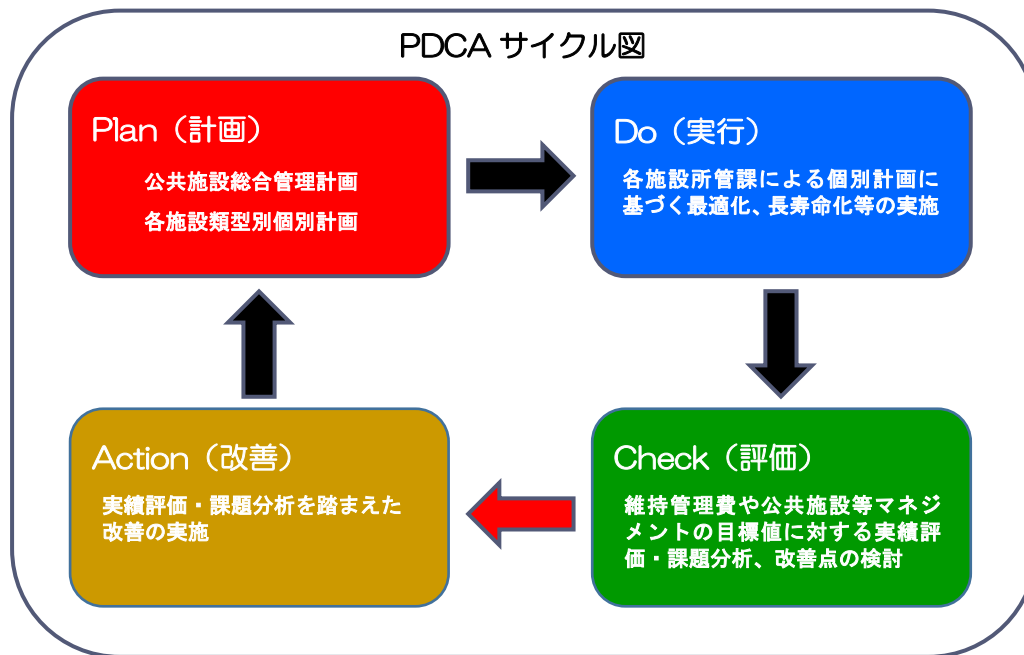 PDCA サイクル図
Plan（計画）
公共施設総合管理計画
各施設類型別個別計画
Do（実行）
各施設所管課による個別計画に
基づく最適化、長寿命化等の実施
Check（評価）
維持管理費や公共施設等マネジ
メントの目標値に対する実績評
価・課題分析、改善点の検討
Action（改善）
実績評価・課題分析を踏まえた
改善の実施